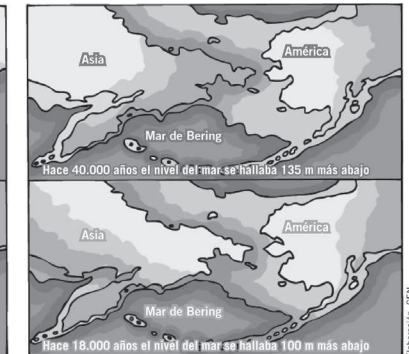 Asia
América
Mar de Bering
Hace 40.000 años el nivel del mar se hallaba 135 m más abajo
Asia
América
Mar de Bering
Hace 18.000 años el nivel del mar se hallaba 100 m más abajo